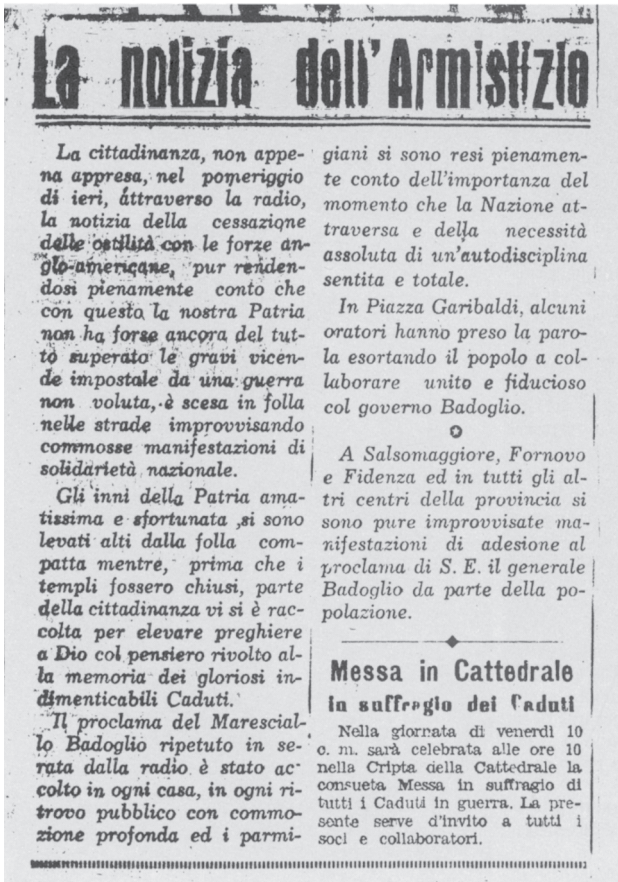 La notizia dell'Armistizio
La cittadinanza, non appe-
na appresa, nel pomeriggio
di ieri, attraverso la radio,
la notizia della cessazione
delle ostilità con le forze an-
glo-americane, pur renden-
dosi pienamente conto che
con questo la nostra Patria
non ha forse ancora del tut-
to superato le gravi vicen-
de impostale da una guerra
non voluta, è scesa in folla
nelle strade improvvisando
commosse manifestazioni di
solidarietà nazionale.
Gli inni della Patria ama-
tissima e sfortunata ,si sono
levati alti dalla folla com-
patta mentre, prima che i
templi fossero chiusi, parte
della cittadinanza vi si è rac-
colta per elevare preghiere
a Dio col pensiero rivolto al-
la memoria dei gloriosi in-
dimenticabili Caduti.
Il proclama del Marescial-
lo Badoglio ripetuto in se-
rata dalla radio è stato ac-
colto in ogni casa, in ogni ri-
trovo pubblico con commo-
zione profonda ed i parmi-
giani si sono resi pienamen-
te conto dell'importanza del
momento che la Nazione at-
traversa e della necessità
assoluta di un'autodisciplina
sentita e totale.
In Piazza Garibaldi, alcuni
oratori hanno preso la paro-
la esortando il popolo a col-
laborare unito e fiducioso
col governo Badoglio.
A Salsomaggiore, Fornovo
e Fidenza ed in tutti gli al-
tri centri della provincia si
sono pure improvvisate ma-
nifestazioni di adesione al
proclama di S. E. il generale
Badoglio da parte della po-
polazione.
Messa in Cattedrale
in suffragio dei Caduti
Nella giornata di venerdì 10
c. m. sarà celebrata alle ore 10
nella Cripta della Cattedrale la
consueta Messa in suffragio di
tutti i Caduti in guerra. La pre-
sente serve d'invito a tutti i
soci e collaboratori.